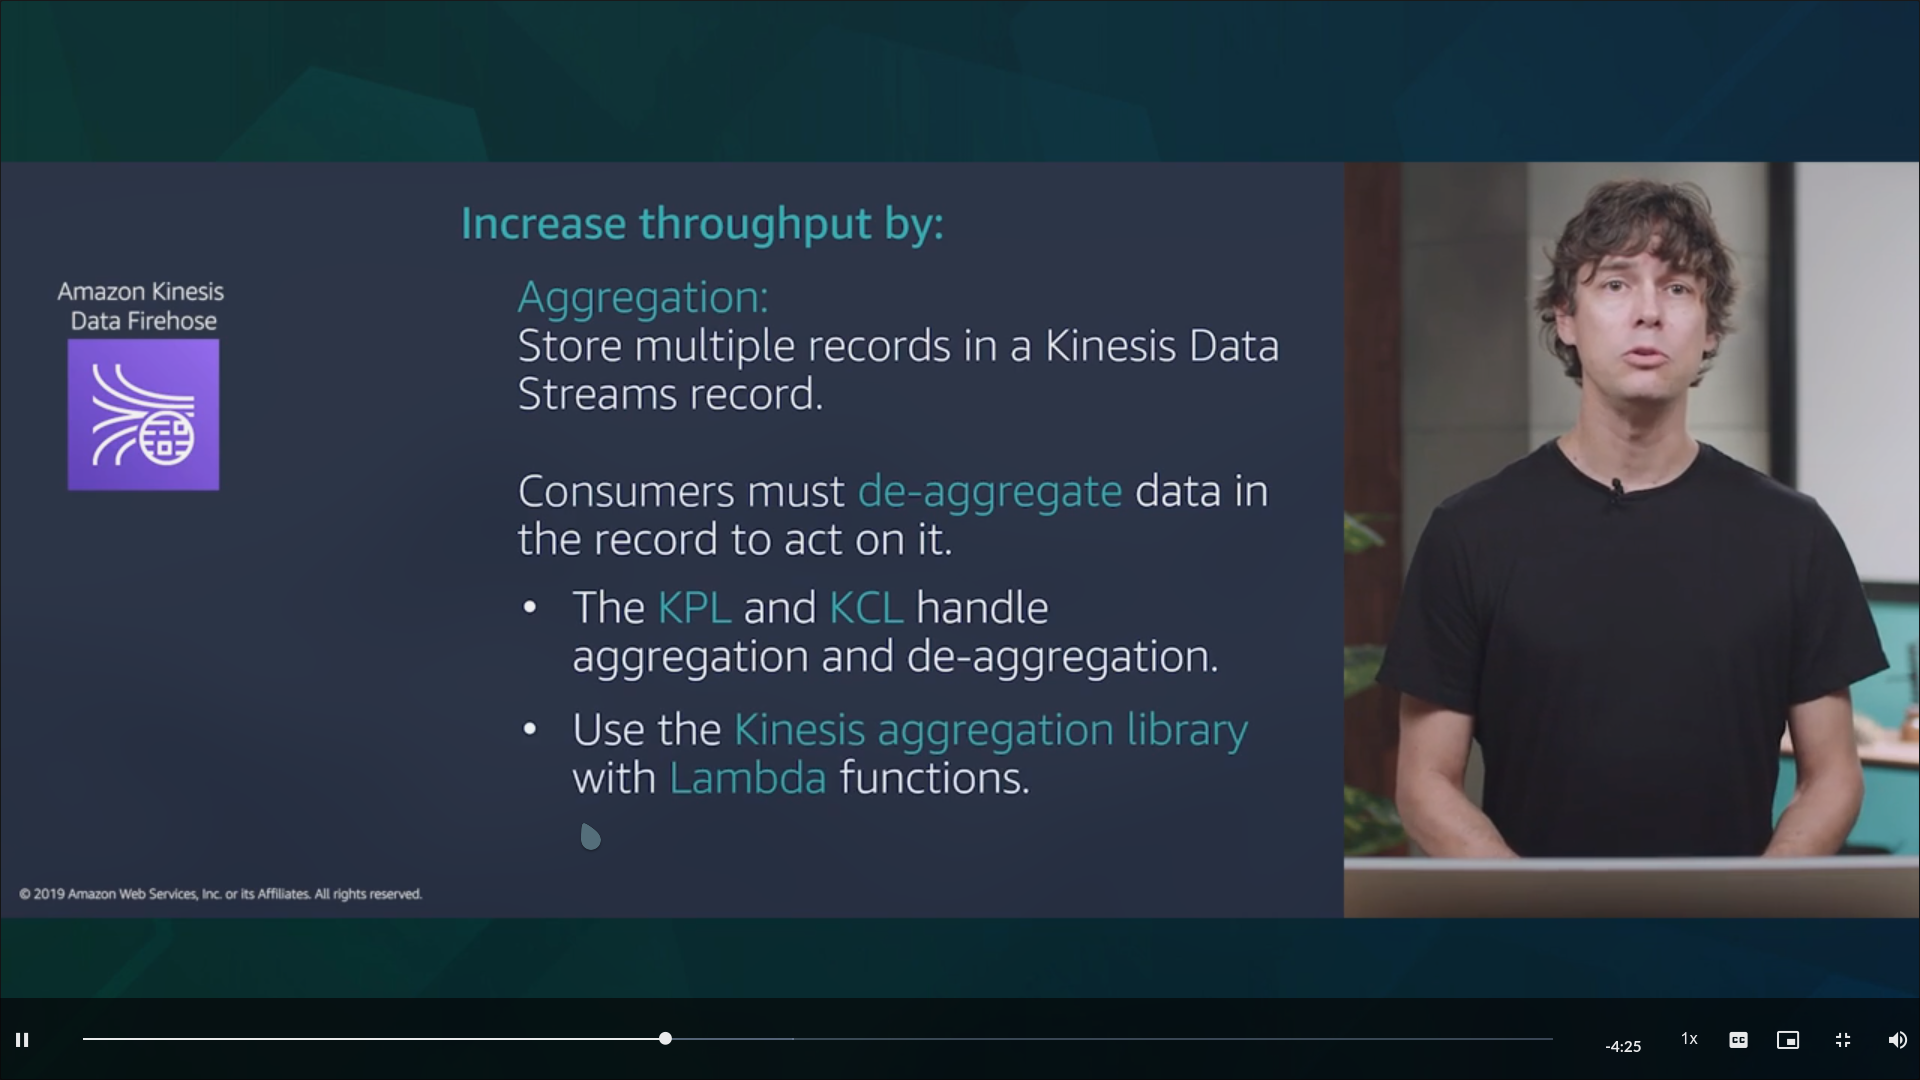 Increase throughput by:
Amazon Kinesis
Data Firehose
Aggregation:
Store multiple records in a Kinesis Data
Streams record.
Consumers must de-aggregate data in
the record to act on it.
• The KPL and KCL handle
aggregation and de-aggregation.
• Use the Kinesis aggregation library
with Lambda functions.
© 2019 Amazon Web Services, Inc. or its Affiliates. All rights reserved.
-4:25
1x
CC